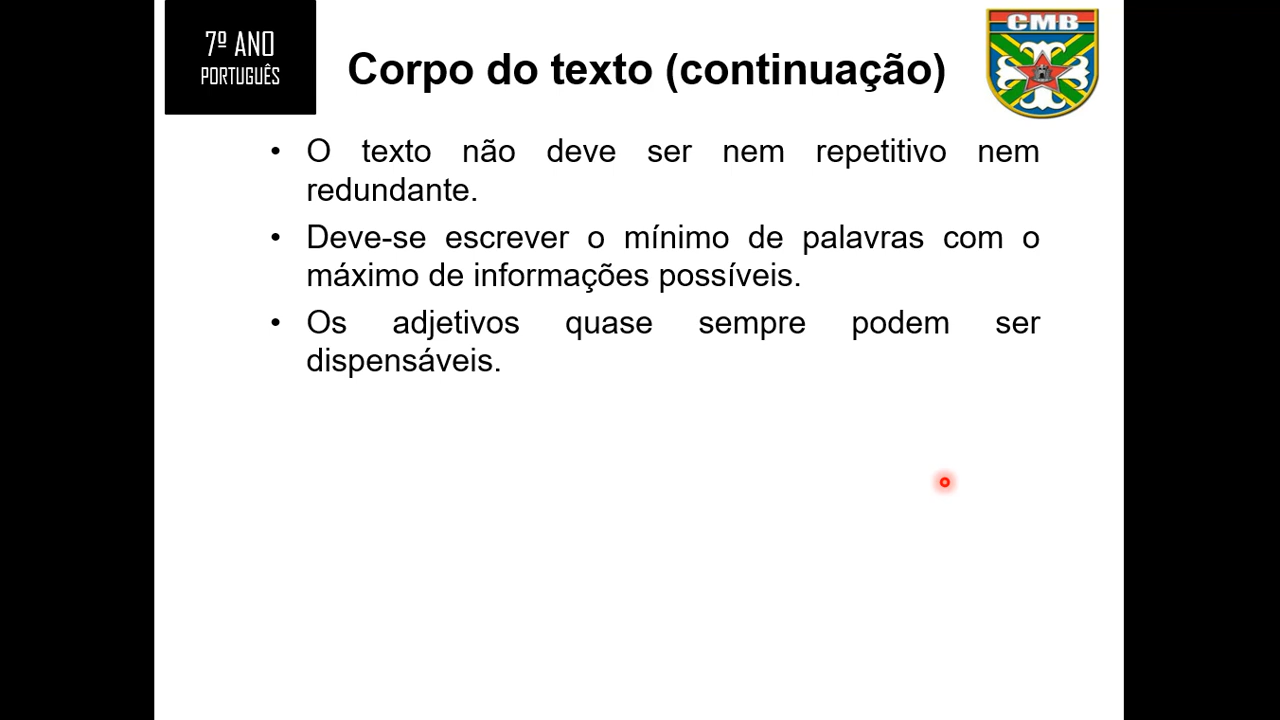 7º ANO
PORTUGUÊS
Corpo do texto (continuação)
CMB
• O texto não deve ser nem repetitivo nem
redundante.
• Deve-se escrever o mínimo de palavras com o
máximo de informações possíveis.
• Os adjetivos quase sempre podem ser
dispensáveis.